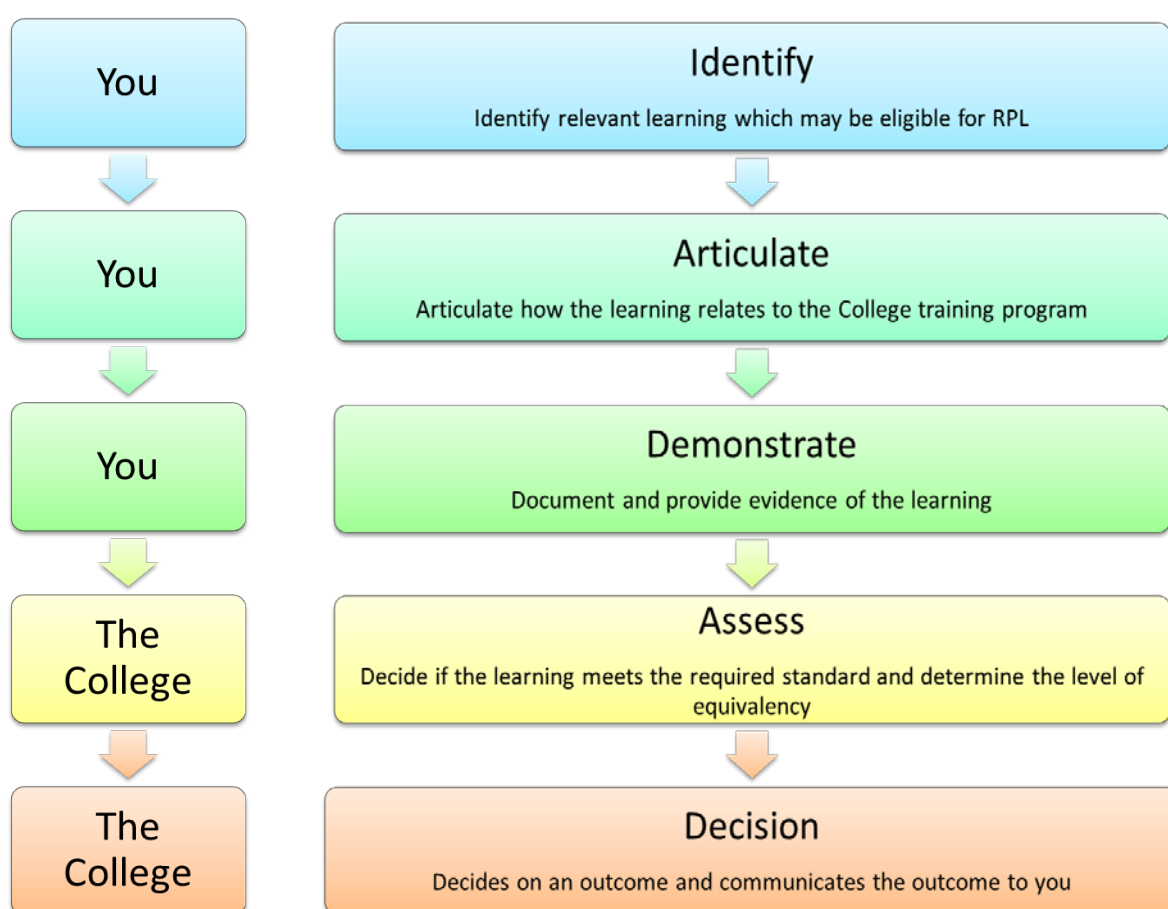 You
Identify
Identify relevant learning which may be eligible for RPL
You
Articulate
Articulate how the learning relates to the College training program
You
Demonstrate
Document and provide evidence of the learning
The
College
Assess
Decide if the learning meets the required standard and determine the level of
equivalency
The
College
Decision
Decides on an outcome and communicates the outcome to you